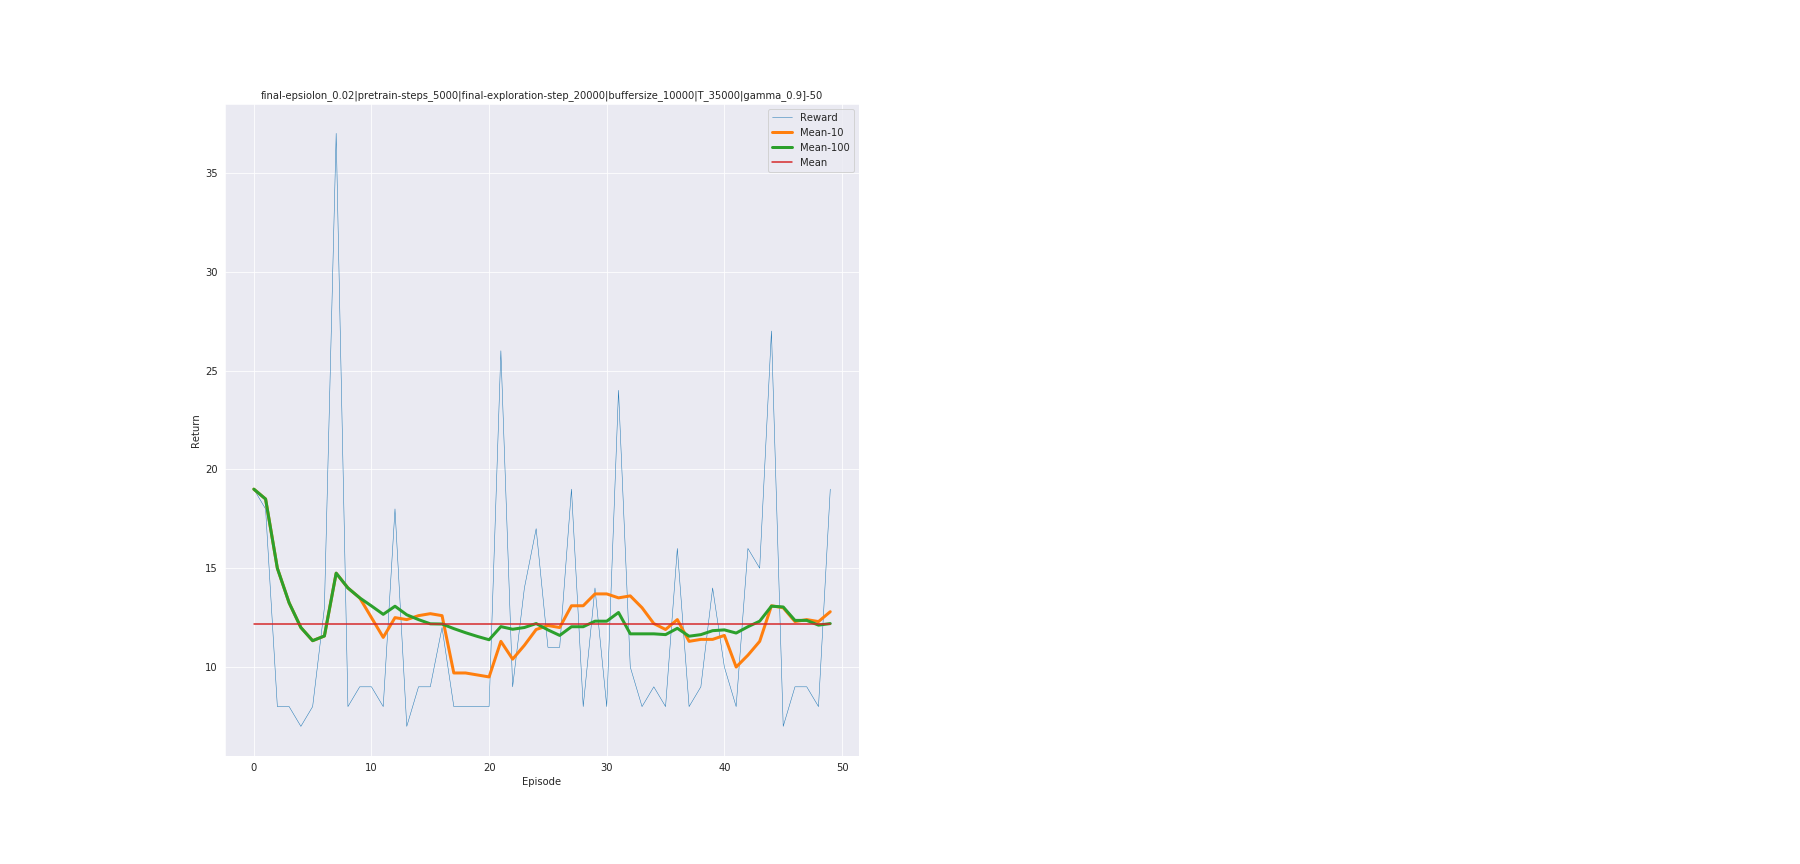 final-epsiolon_0.02|pretrain-steps_5000|final-exploration-step_20000|buffersize_10000|T_35000|gamma_0.9]-50
Reward
Mean-10
Mean-100
Mean
35
30
25
20
15
10
Return
0 10 20 30 40 50
Episode